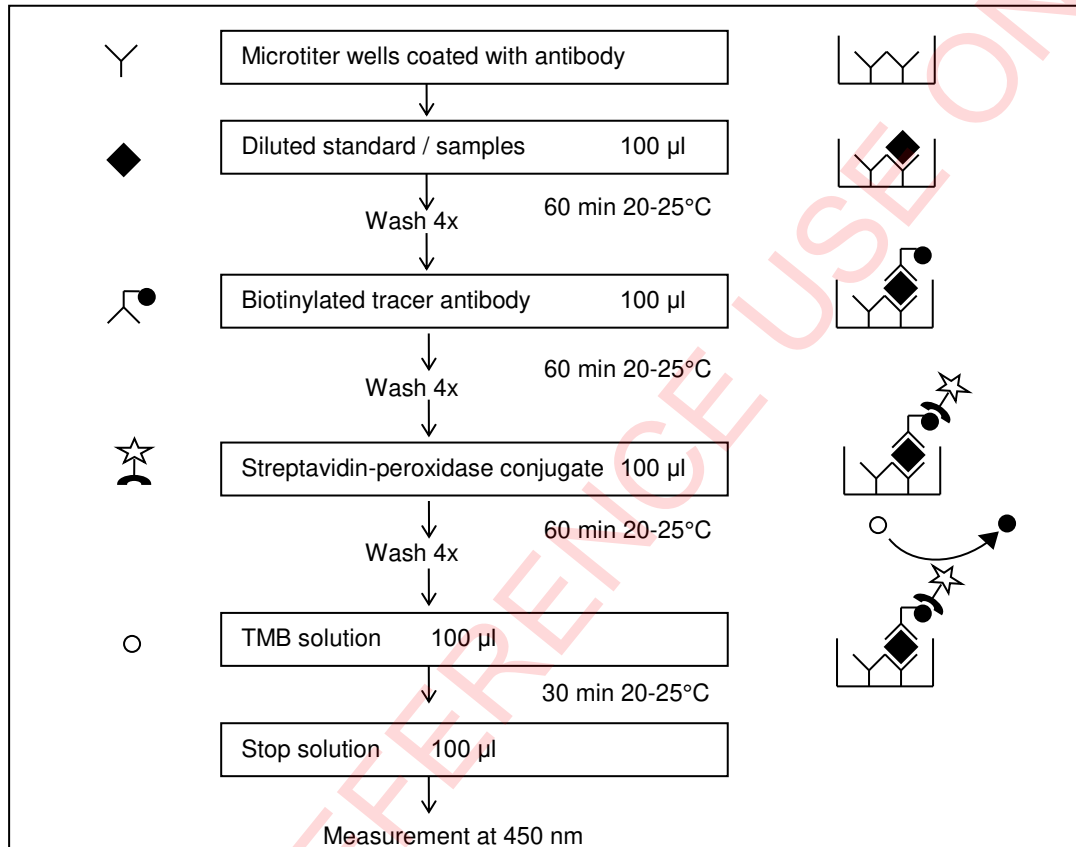 Microtiter wells coated with antibody
Diluted standard / samples 100 µl
60 min 20-25°C
Wash 4x
Biotinylated tracer antibody 100 µl
60 min 20-25°C
Wash 4x
Streptavidin-peroxidase conjugate 100 µl
60 min 20-25°C
Wash 4x
TMB solution 100 µl
30 min 20-25°C
Stop solution 100 µl
Measurement at 450 nm
EFERENCE USE ON